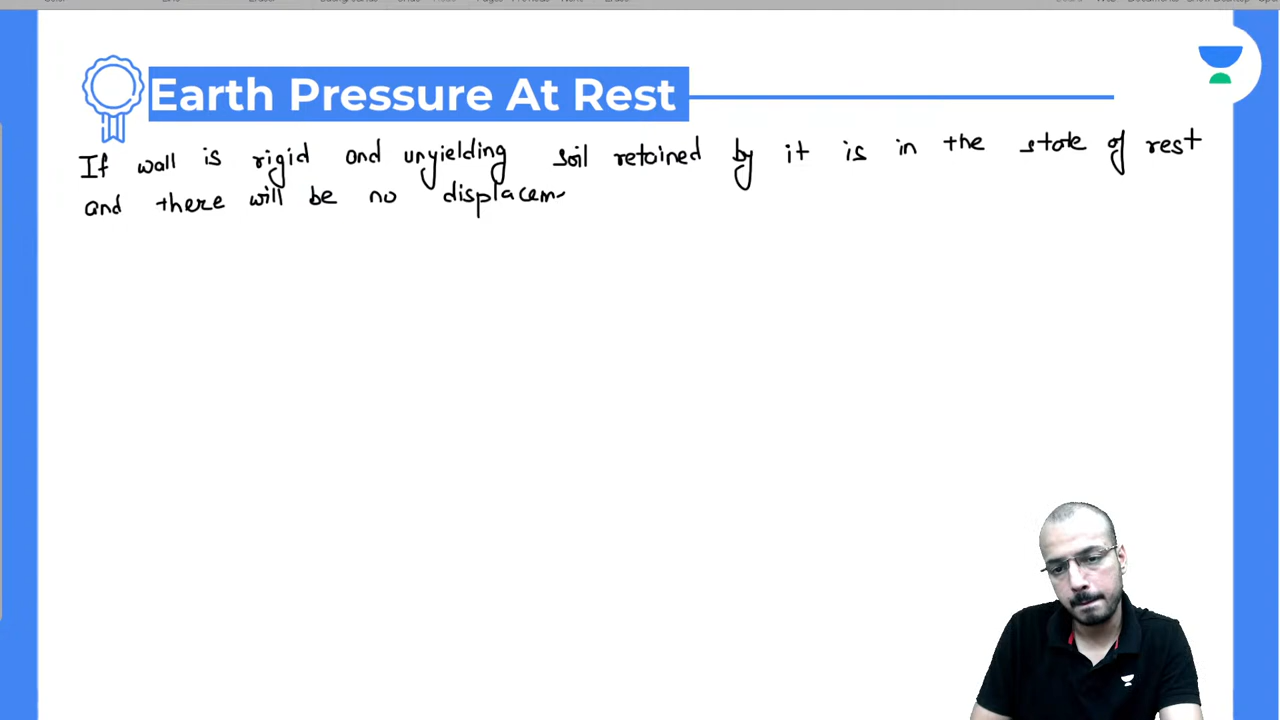 Earth Pressure At Rest
If wall is rigid and unyielding soil retained by it is in the state of rest
and there will be no displacem